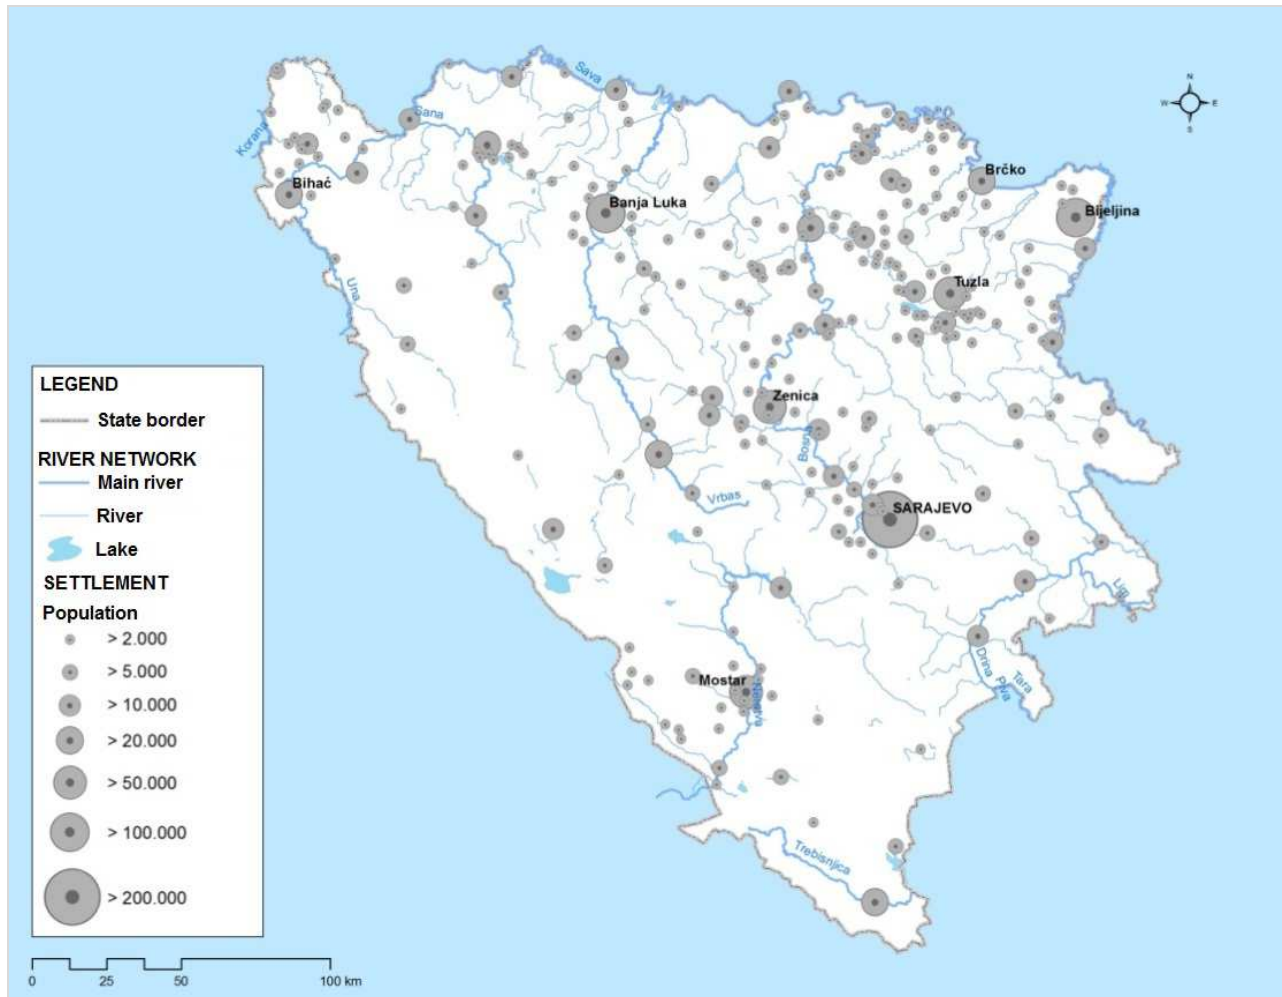 N
W
E
S
Sava
Sana
Korana
Bihać
Banja Luka
Brčko
Bijeljina
Una
Tuzla
Zenica
Bosna
Vrbas
SARAJEVO
Lim
Mostar
Neretva
Drina
Piva
Tara
Trebisnjica
LEGEND
State border
RIVER NETWORK
Main river
River
Lake
SETTLEMENT
Population
> 2.000
> 5.000
> 10.000
> 20.000
> 50.000
> 100.000
> 200.000
0 25 50 100 km